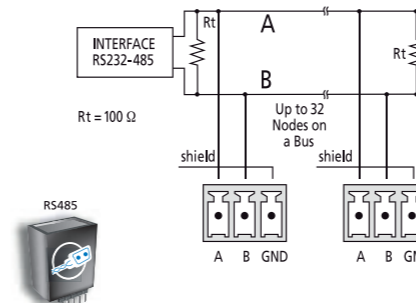 Rt
A
INTERFACE
RS232-485
Rt
B
Rt = 100 Ω
Up to 32
Nodes on
a Bus
shield
shield
RS485
A B GND
A B